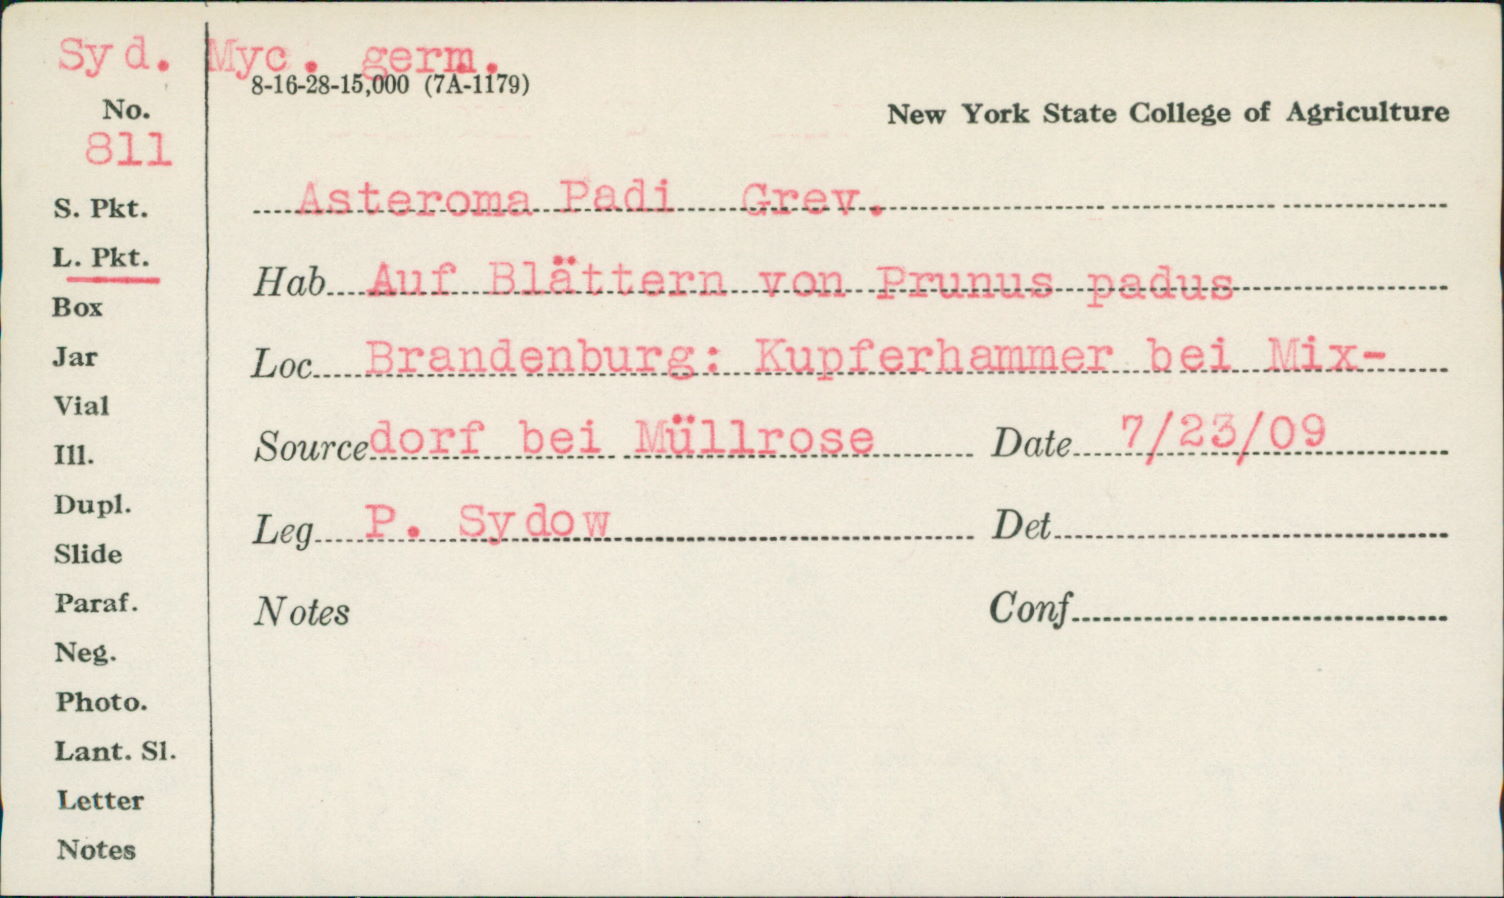 Syd. Myc. germ.
8-16-28-15,000 (7A-1179)
No.
811
New York State College of Agriculture
S. Pkt.
L. Pkt.
Box
Jar
Vial
Ill.
Dupl.
Slide
Paraf.
Neg.
Photo.
Lant. Sl.
Letter
Notes
Asteroma Padi Grev.
Hab Auf Blättern von Prunus padus
Loc Brandenburg: Kupferhammer bei Mix-
Source dorf bei Müllrose Date 7/23/09
Leg P. Sydow Det
Notes Conf